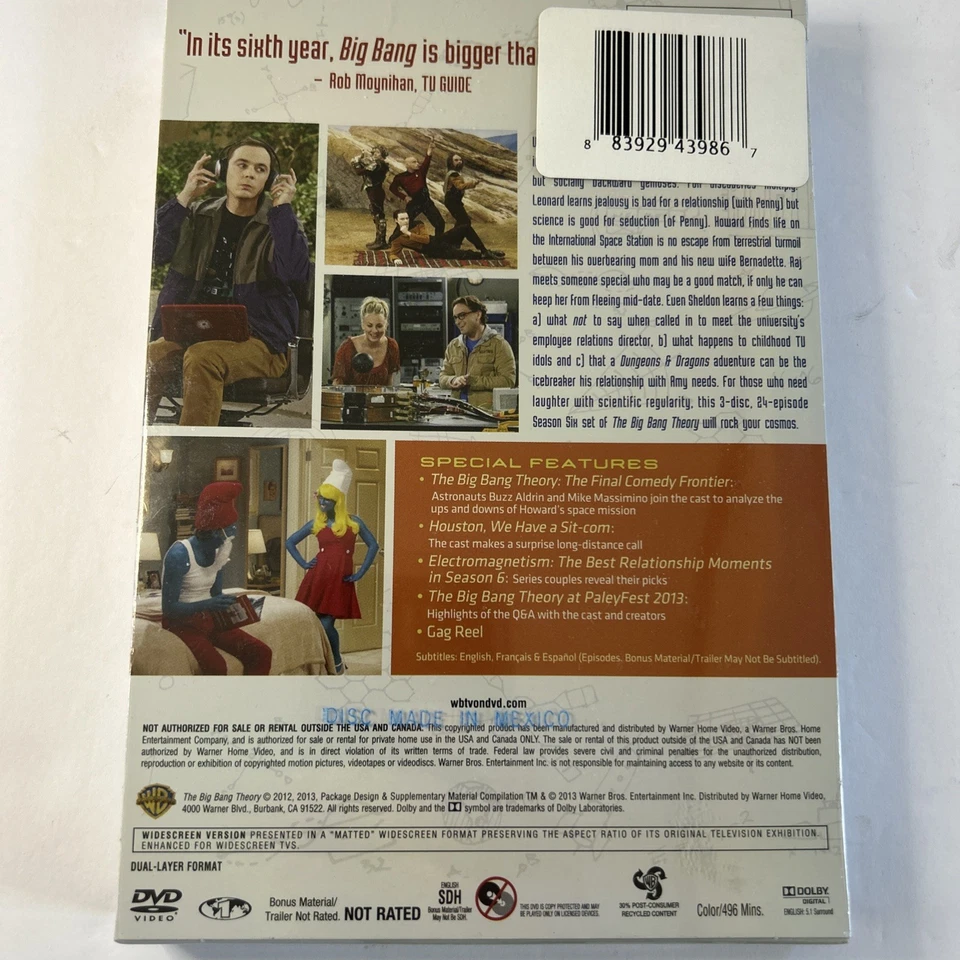 "In its sixth year, Big Bang is bigger tha
– Rob Moynihan, TV GUIDE
8 83929 43986 7
but socially backward geniuses.
Leonard learns jealousy is bad for a relationship (with Penny) but
science is good for seduction (of Penny). Howard finds life on
the International Space Station is no escape from terrestrial turmoil
between his overbearing mom and his new wife Bernadette. Raj
meets someone special who may be a good match, if only he can
keep her from fleeing mid-date. Even Sheldon learns a few things:
a) what not to say when called in to meet the university's
employee relations director, b) what happens to childhood TV
idols and c) that a Dungeons & Dragons adventure can be the
icebreaker his relationship with Amy needs. For those who need
laughter with scientific regularity, this 3-disc, 24-episode
Season Six set of The Big Bang Theory will rock your cosmos.
SPECIAL FEATURES
• The Big Bang Theory: The Final Comedy Frontier:
Astronauts Buzz Aldrin and Mike Massimino join the cast to analyze the
ups and downs of Howard's space mission
• Houston, We Have a Sit-com:
The cast makes a surprise long-distance call
• Electromagnetism: The Best Relationship Moments
in Season 6: Series couples reveal their picks
• The Big Bang Theory at PaleyFest 2013:
Highlights of the Q&A with the cast and creators
• Gag Reel
Subtitles: English, Français & Español (Episodes. Bonus Material/Trailer May Not Be Subtitled).
wbtvondvd.com
DISC MADE IN MEXICO
NOT AUTHORIZED FOR SALE OR RENTAL OUTSIDE THE USA AND CANADA. This copyrighted product has been manufactured and distributed by Warner Home Video, a Warner Bros. Home
Entertainment Company, and is authorized for sale or rental for private home use in the USA and Canada ONLY. The sale or rental of this product outside of the USA and Canada has NOT been
authorized by Warner Home Video, and is in direct violation of its written terms of trade. Federal law provides severe civil and criminal penalties for the unauthorized distribution,
reproduction or exhibition of copyrighted motion pictures, videotapes or videodiscs. Warner Bros. Entertainment Inc. is not responsible for maintaining access to any website or its content.
The Big Bang Theory © 2012, 2013, Package Design & Supplementary Material Compilation TM & © 2013 Warner Bros. Entertainment Inc. Distributed by Warner Home Video,
4000 Warner Blvd., Burbank, CA 91522. All rights reserved. Dolby and the symbol are trademarks of Dolby Laboratories.
WIDESCREEN VERSION PRESENTED IN A "MATTED" WIDESCREEN FORMAT PRESERVING THE ASPECT RATIO OF ITS ORIGINAL TELEVISION EXHIBITION.
ENHANCED FOR WIDESCREEN TVS.
DUAL-LAYER FORMAT
DVD
VIDEO
1
Bonus Material/
Trailer Not Rated. NOT RATED
ENGLISH
SDH
Bonus Material/Trailer
May Not Be SDH.
THIS DVD IS COPY PROTECTED AND MAY
BE PLAYED ONLY ON LICENSED DEVICES.
30% POST-CONSUMER
RECYCLED CONTENT
Color/496 Mins.
DOLBY
DIGITAL
ENGLISH: 5.1 Surround